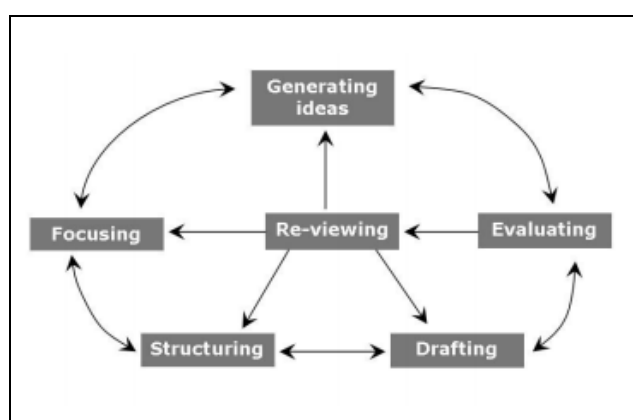 Generating
ideas
Focusing
Re-viewing
Evaluating
Structuring
Drafting